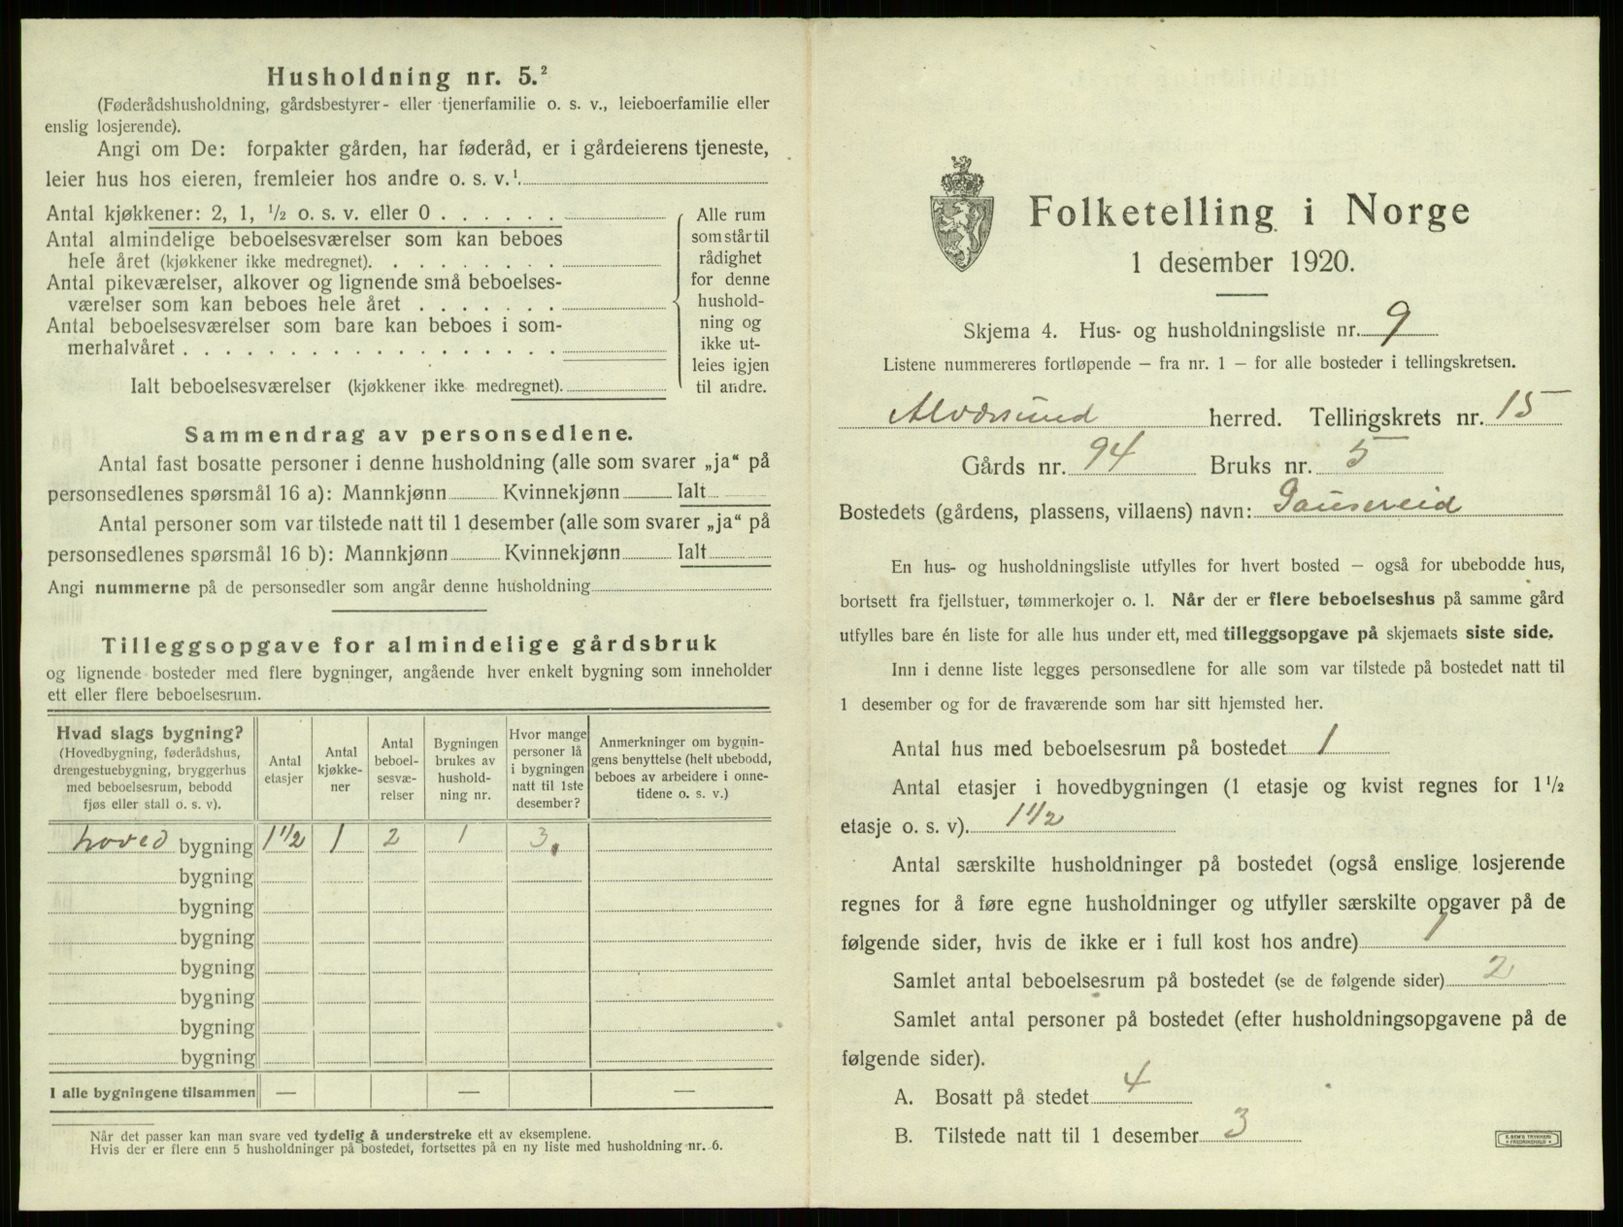 Husholdning nr. 5.²
(Føderådshusholdning, gårdsbestyrer- eller tjenerfamilie o. s. v., leieboerfamilie eller
enslig losjerende).
Angi om De: forpakter gården, har føderåd, er i gårdeierens tjeneste,
leier hus hos eieren, fremleier hos andre o. s. v.¹
Antal kjøkkener: 2, 1, ½ o. s. v. eller 0
Antal almindelige beboelsesværelser som kan beboes
hele året (kjøkkener ikke medregnet).
Antal pikeværelser, alkover og lignende små beboelses-
værelser som kan beboes hele året
Antal beboelsesværelser som bare kan beboes i som-
merhalvåret
Ialt beboelsesværelser (kjøkkener ikke medregnet).
Alle rum
som står til
rådighet
for denne
hushold-
ning og
ikke ut-
leies igjen
til andre.
Sammendrag av personsedlene.
Antal fast bosatte personer i denne husholdning (alle som svarer „ja“ på
personsedlenes spørsmål 16 a): Mannkjønn Kvinnekjønn Ialt
Antal personer som var tilstede natt til 1 desember (alle som svarer „ja“ på
personsedlenes spørsmål 16 b): Mannkjønn Kvinnekjønn Ialt
Angi nummerne på de personsedler som angår denne husholdning
Tilleggsopgave for almindelige gårdsbruk
og lignende bosteder med flere bygninger, angående hver enkelt bygning som inneholder
ett eller flere beboelsesrum.
Hvad slags bygning?
(Hovedbygning, føderådshus,
drengestuebygning, bryggerhus
med beboelsesrum, bebodd
fjøs eller stall o. s. v).
Antal
etasjer
Antal
kjøkke-
ner
Antal
beboel-
sesvæ-
relser
Bygningen
brukes av
hushold-
ning nr.
Hvor mange
personer lå
i bygningen
natt til 1ste
desember?
Anmerkninger om bygnin-
gens benyttelse (helt ubebodd,
beboes av arbeidere i onne-
tidene o. s. v.)
hoved bygning 1½ 1 2 1 3
bygning
bygning
bygning
bygning
bygning
bygning
bygning
I alle bygningene tilsammen — — —
Når det passer kan man svare ved tydelig å understreke ett av eksemplene.
Hvis der er flere enn 5 husholdninger på bostedet, fortsettes på en ny liste med husholdning nr. 6.
Folketelling i Norge
1 desember 1920.
Skjema 4. Hus- og husholdningsliste nr. 9
Listene nummereres fortløpende – fra nr. 1 – for alle bosteder i tellingskretsen.
Alversund herred. Tellingskrets nr. 15
Gårds nr. 94 Bruks nr. 5
Bostedets (gårdens, plassens, villaens) navn: Gausereid
En hus- og husholdningsliste utfylles for hvert bosted – også for ubebodde hus,
bortsett fra fjellstuer, tømmerkojer o. l. Når der er flere beboelseshus på samme gård
utfylles bare én liste for alle hus under ett, med tilleggsopgave på skjemaets siste side.
Inn i denne liste legges personsedlene for alle som var tilstede på bostedet natt til
1 desember og for de fraværende som har sitt hjemsted her.
Antal hus med beboelsesrum på bostedet 1
Antal etasjer i hovedbygningen (1 etasje og kvist regnes for 1½
etasje o. s. v). 1½
Antal særskilte husholdninger på bostedet (også enslige losjerende
regnes for å føre egne husholdninger og utfyller særskilte opgaver på de
følgende sider, hvis de ikke er i full kost hos andre) 1
Samlet antal beboelsesrum på bostedet (se de følgende sider) 2
Samlet antal personer på bostedet (efter husholdningsopgavene på de
følgende sider).
A. Bosatt på stedet 4
B. Tilstede natt til 1 desember 3